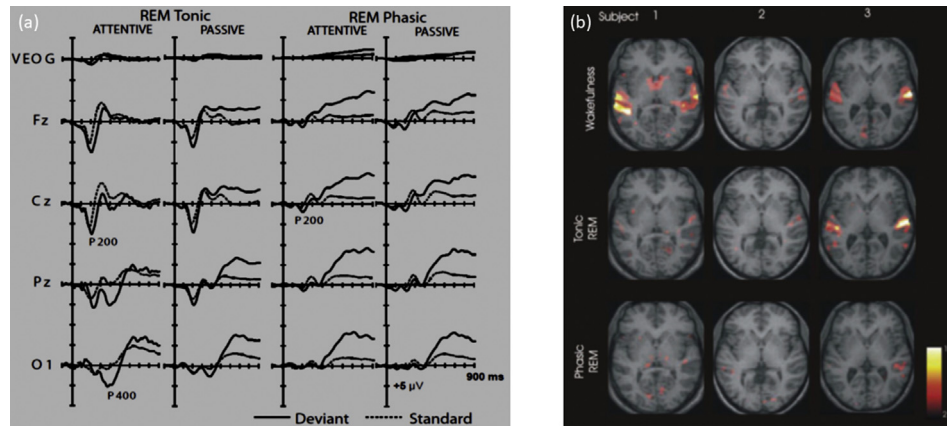 (a)
REM Tonic REM Phasic
ATTENTIVE PASSIVE ATTENTIVE PASSIVE
VEOG
Fz
Cz
P200 P200
Pz
O1
P400
+5 µV
900 ms
Deviant Standard
(b)
Subject 1 2 3
Wakefulness
Tonic
REM
Phasic
REM